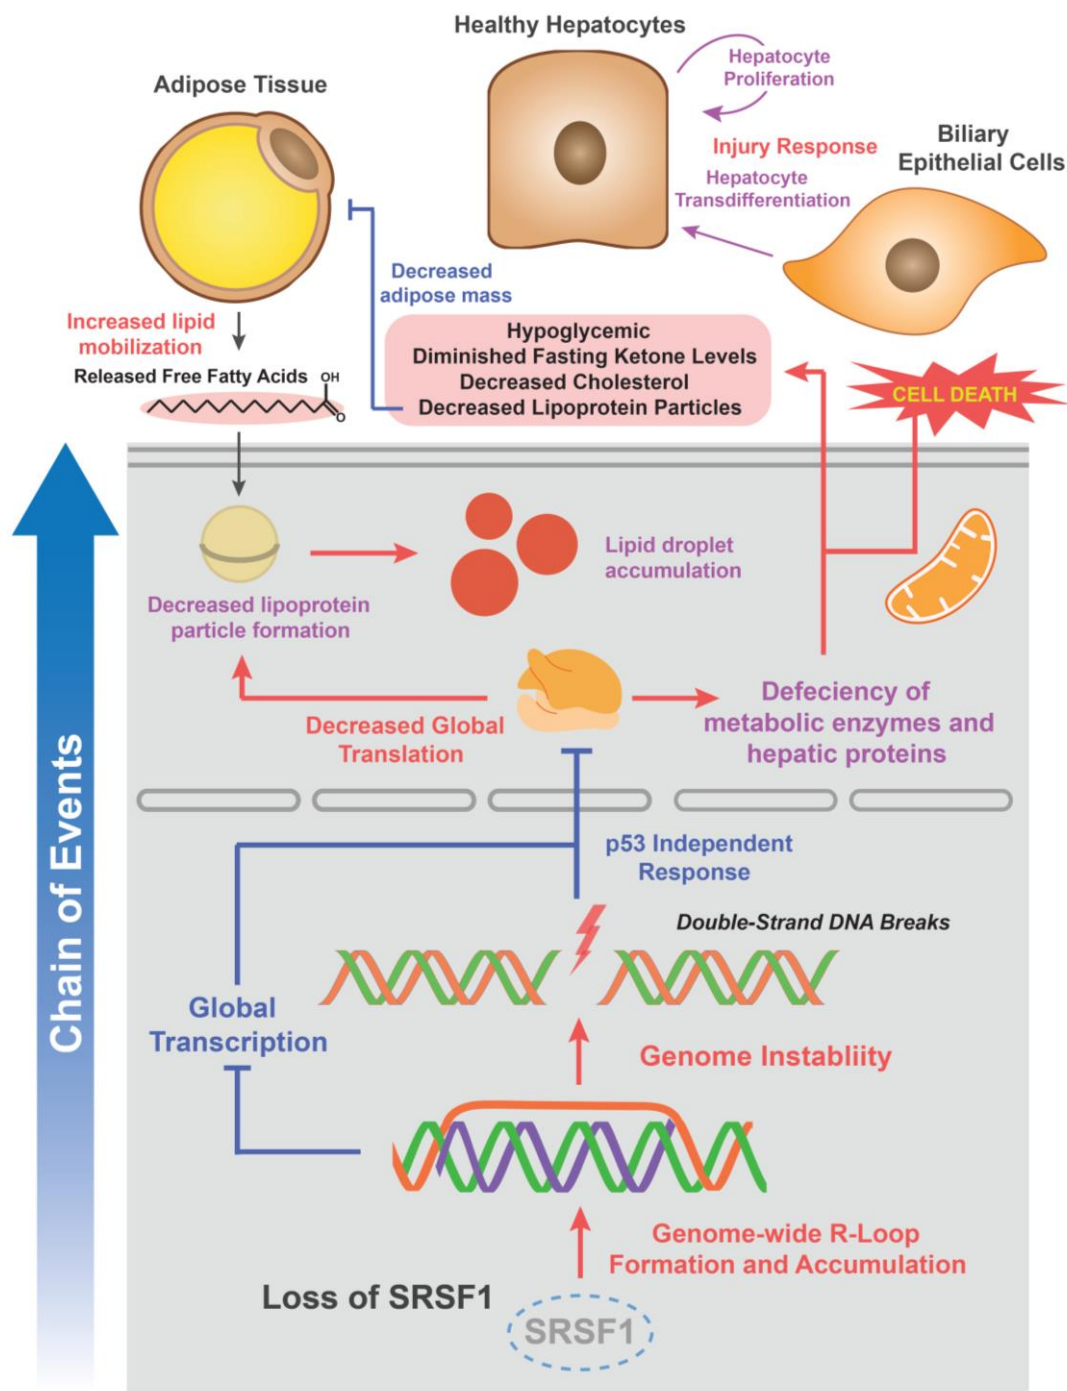 Healthy Hepatocytes
Hepatocyte
Proliferation
Adipose Tissue
Injury Response
Hepatocyte
Transdifferentiation
Biliary
Epithelial Cells
Decreased
adipose mass
Increased lipid
mobilization
Released Free Fatty Acids
OH
O
Hypoglycemic
Diminished Fasting Ketone Levels
Decreased Cholesterol
Decreased Lipoprotein Particles
CELL DEATH
Lipid droplet
accumulation
Decreased lipoprotein
particle formation
Decreased Global
Translation
Defeciency of
metabolic enzymes and
hepatic proteins
Chain of Events
p53 Independent
Response
Double-Strand DNA Breaks
Global
Transcription
Genome Instabliity
Genome-wide R-Loop
Formation and Accumulation
Loss of SRSF1
SRSF1